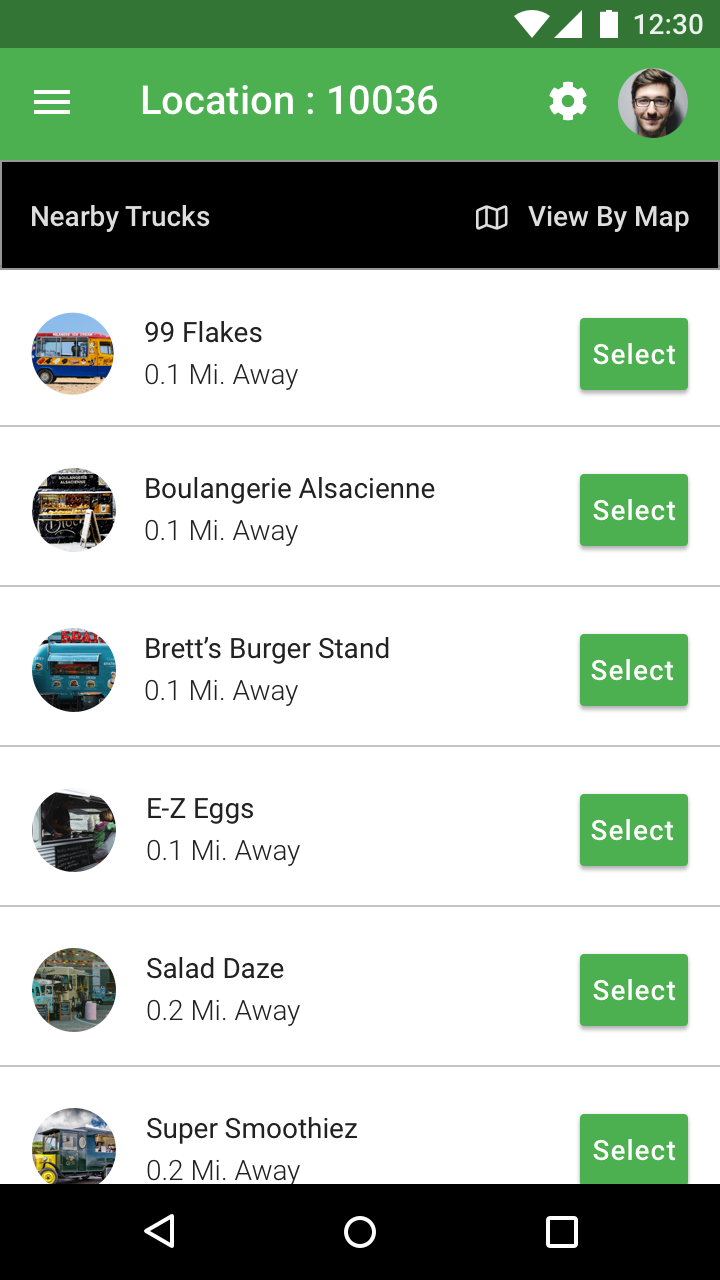 12:30
Location : 10036
Nearby Trucks
View By Map
99 Flakes
0.1 Mi. Away
Select
BOULANGERIE
ALSACIENNE
Boulangerie Alsacienne
0.1 Mi. Away
Select
Brett’s Burger Stand
0.1 Mi. Away
Select
E-Z Eggs
0.1 Mi. Away
Select
Salad Daze
0.2 Mi. Away
Select
Super Smoothiez
0.2 Mi. Away
Select